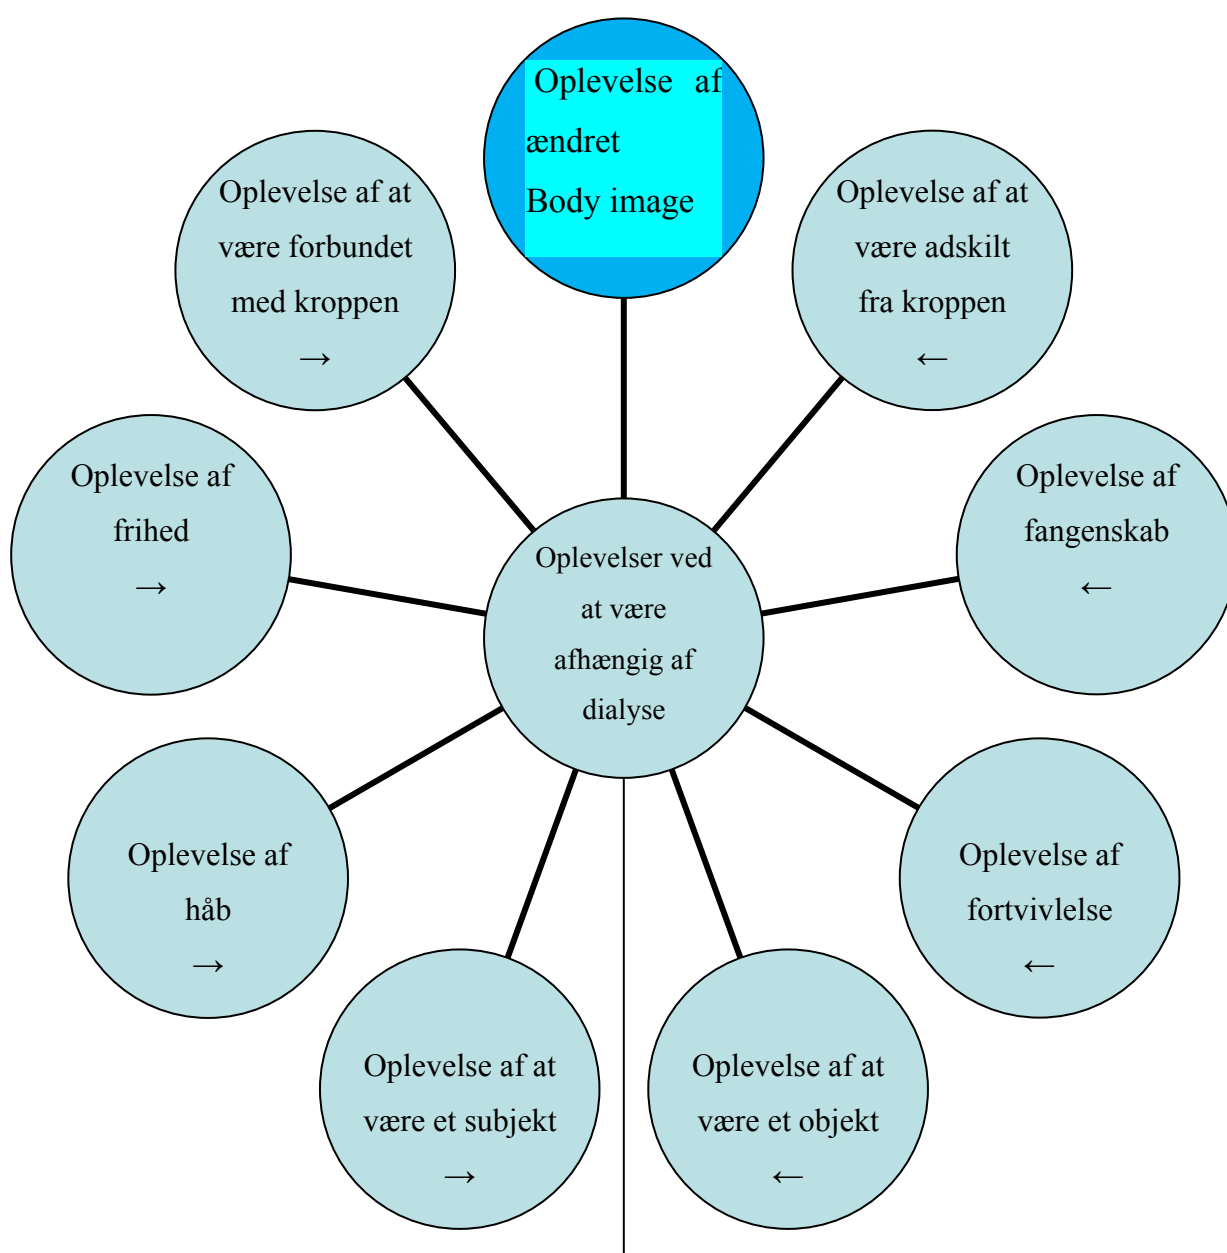 Oplevelse af
ændret
Body image
Oplevelse af at
være forbundet
med kroppen
→
Oplevelse af at
være adskilt
fra kroppen
←
Oplevelse af
frihed
→
Oplevelse af
fangenskab
←
Oplevelser ved
at være
afhængig af
dialyse
Oplevelse af
håb
→
Oplevelse af
fortvivlelse
←
Oplevelse af at
være et subjekt
→
Oplevelse af at
være et objekt
←